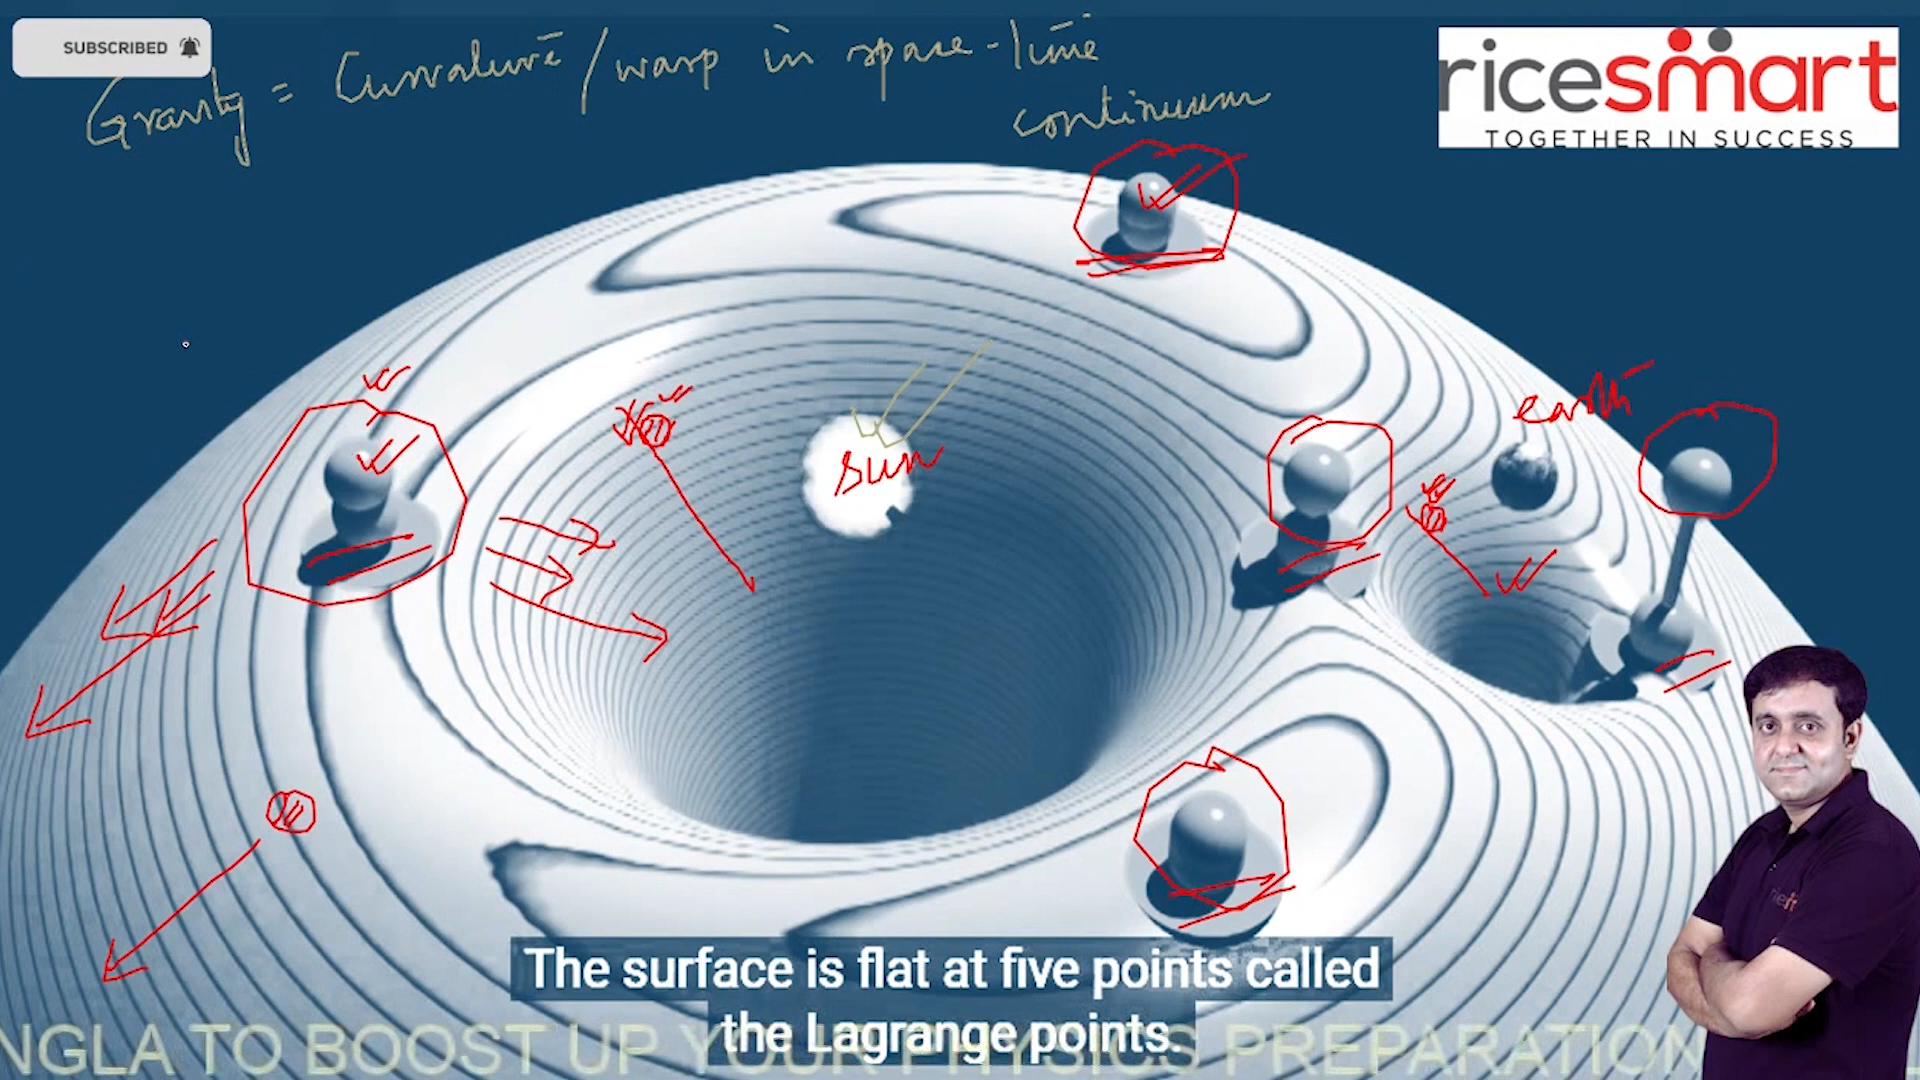 SUBSCRIBED
Gravity = Curvature / warp in space-time
continuum
ricesmart
TOGETHER IN SUCCESS
earth
sun
The surface is flat at five points called
the Lagrange points.
NGLA TO BOOST UP YOUR PHYSICS PREPARATION